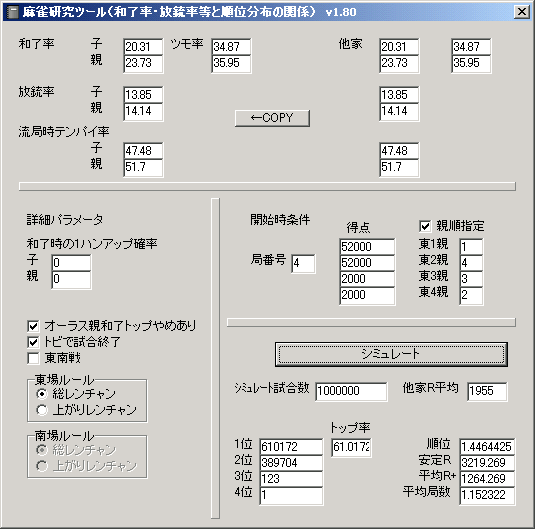 麻雀研究ツール(和了率・放銃率等と順位分布の関係) v1.80
和了率 子 20.31 ツモ率 34.87 他家 20.31 34.87
親 23.73 35.95 23.73 35.95
放銃率 子 13.85 13.85
親 14.14 14.14
←COPY
流局時テンパイ率
子 47.48 47.48
親 51.7 51.7
詳細パラメータ
和了時の1ハンアップ確率
子 0
親 0
オーラス親和了トップやめあり
トビで試合終了
東南戦
東場ルール
総レンチャン
上がりレンチャン
南場ルール
総レンチャン
上がりレンチャン
開始時条件
局番号 4
得点
52000
52000
2000
2000
親順指定
東1親 1
東2親 4
東3親 3
東4親 2
シミュレート
シミュレート試合数 1000000 他家R平均 1955
トップ率
1位 610172 61.0172
2位 389704
3位 123
4位 1
順位 1.4464425
安定R 3219.269
平均R+ 1264.269
平均局数 1.152322